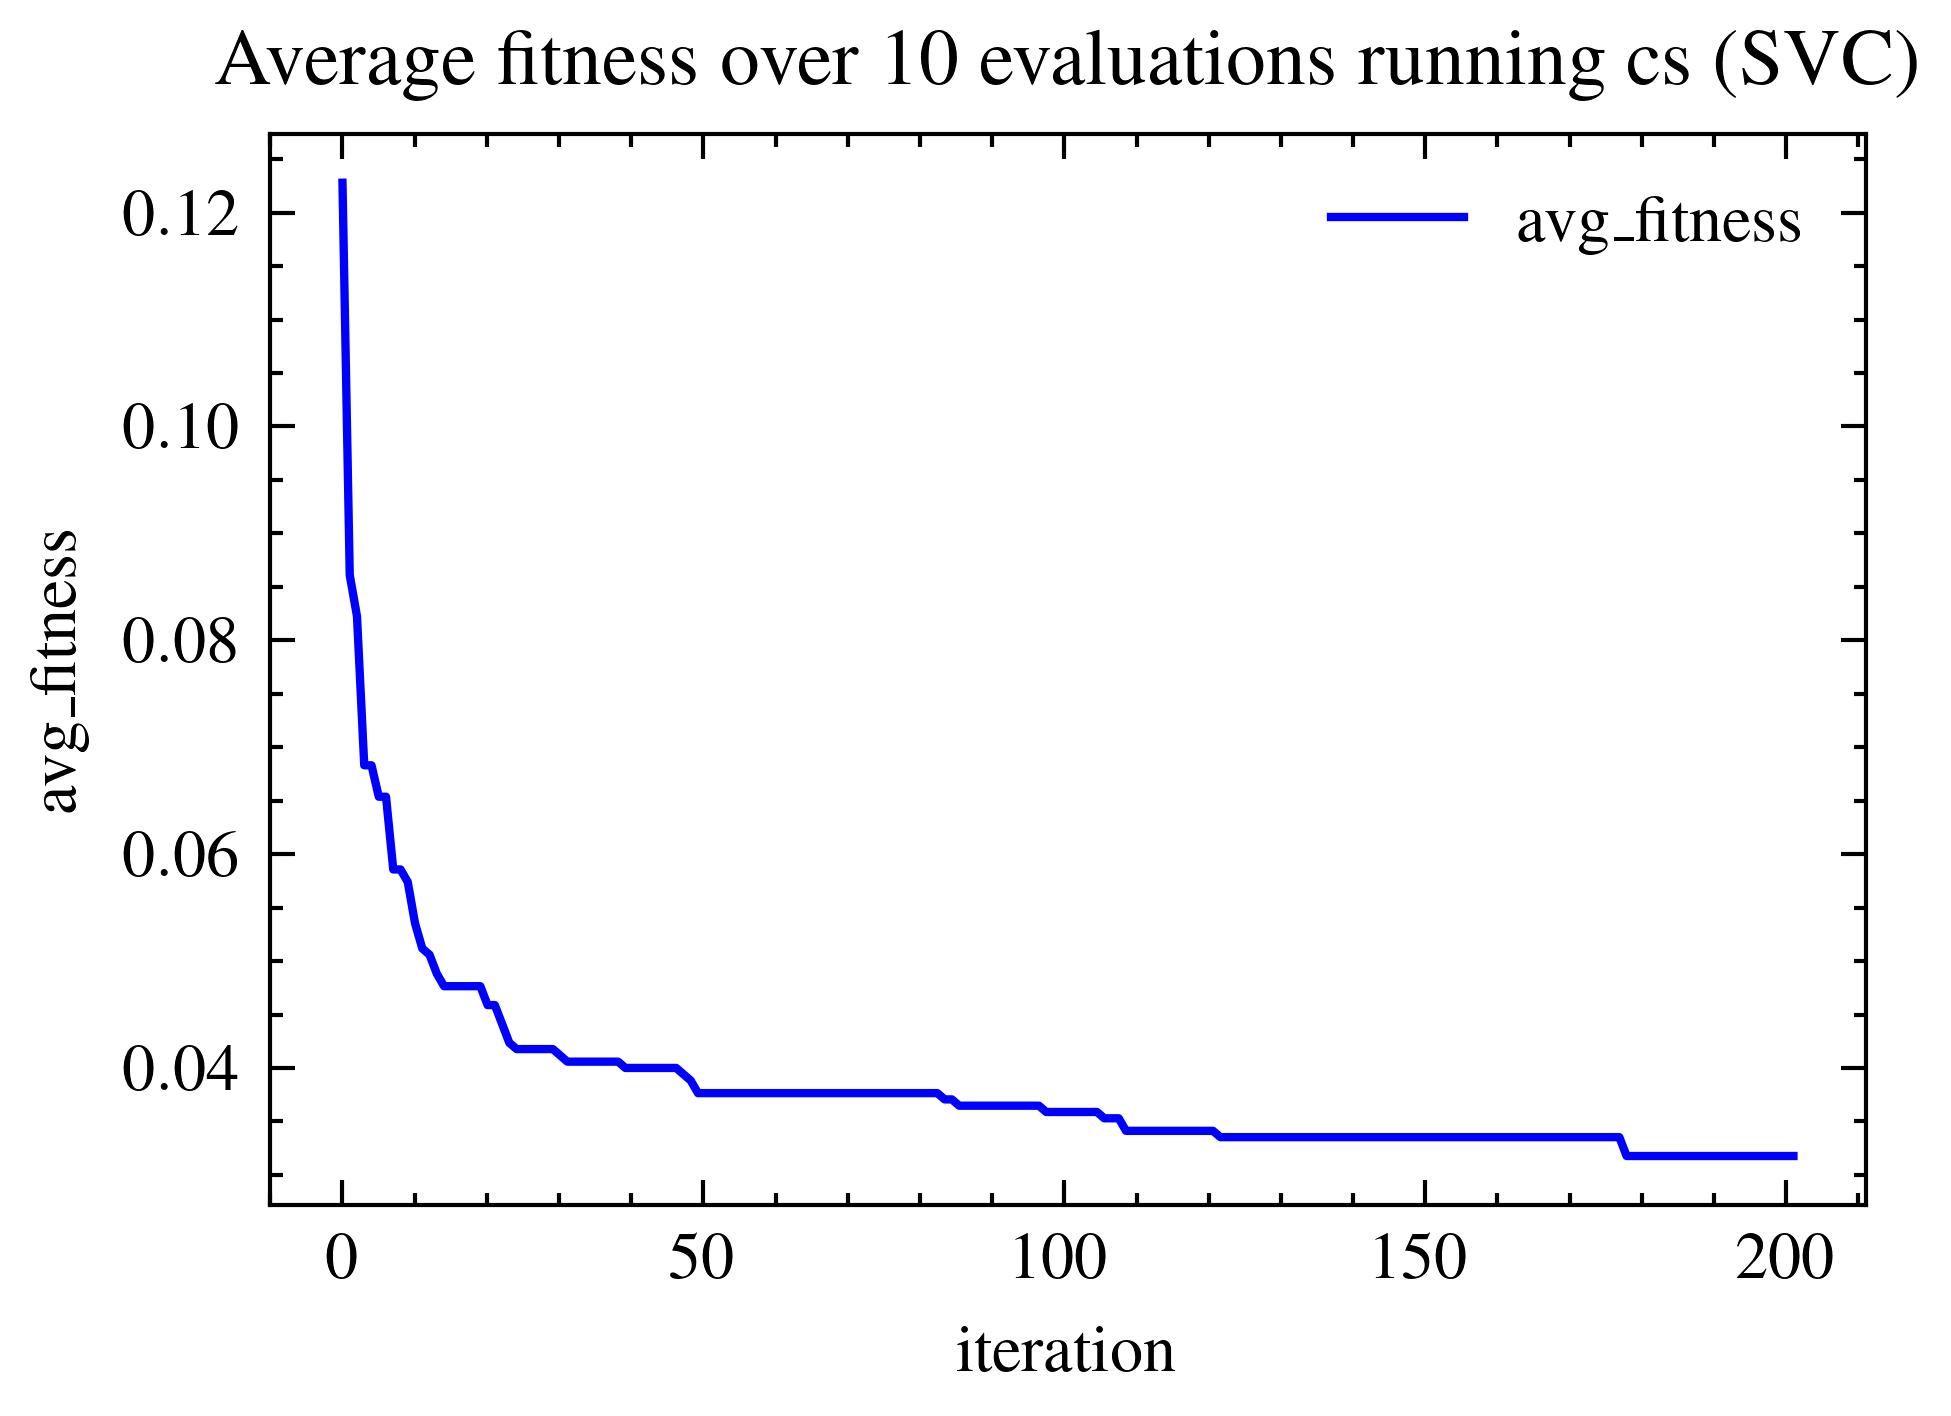 Average fitness over 10 evaluations running cs (SVC)
avg_fitness
0.12
0.10
0.08
0.06
0.04
avg_fitness
0 50 100 150 200
iteration